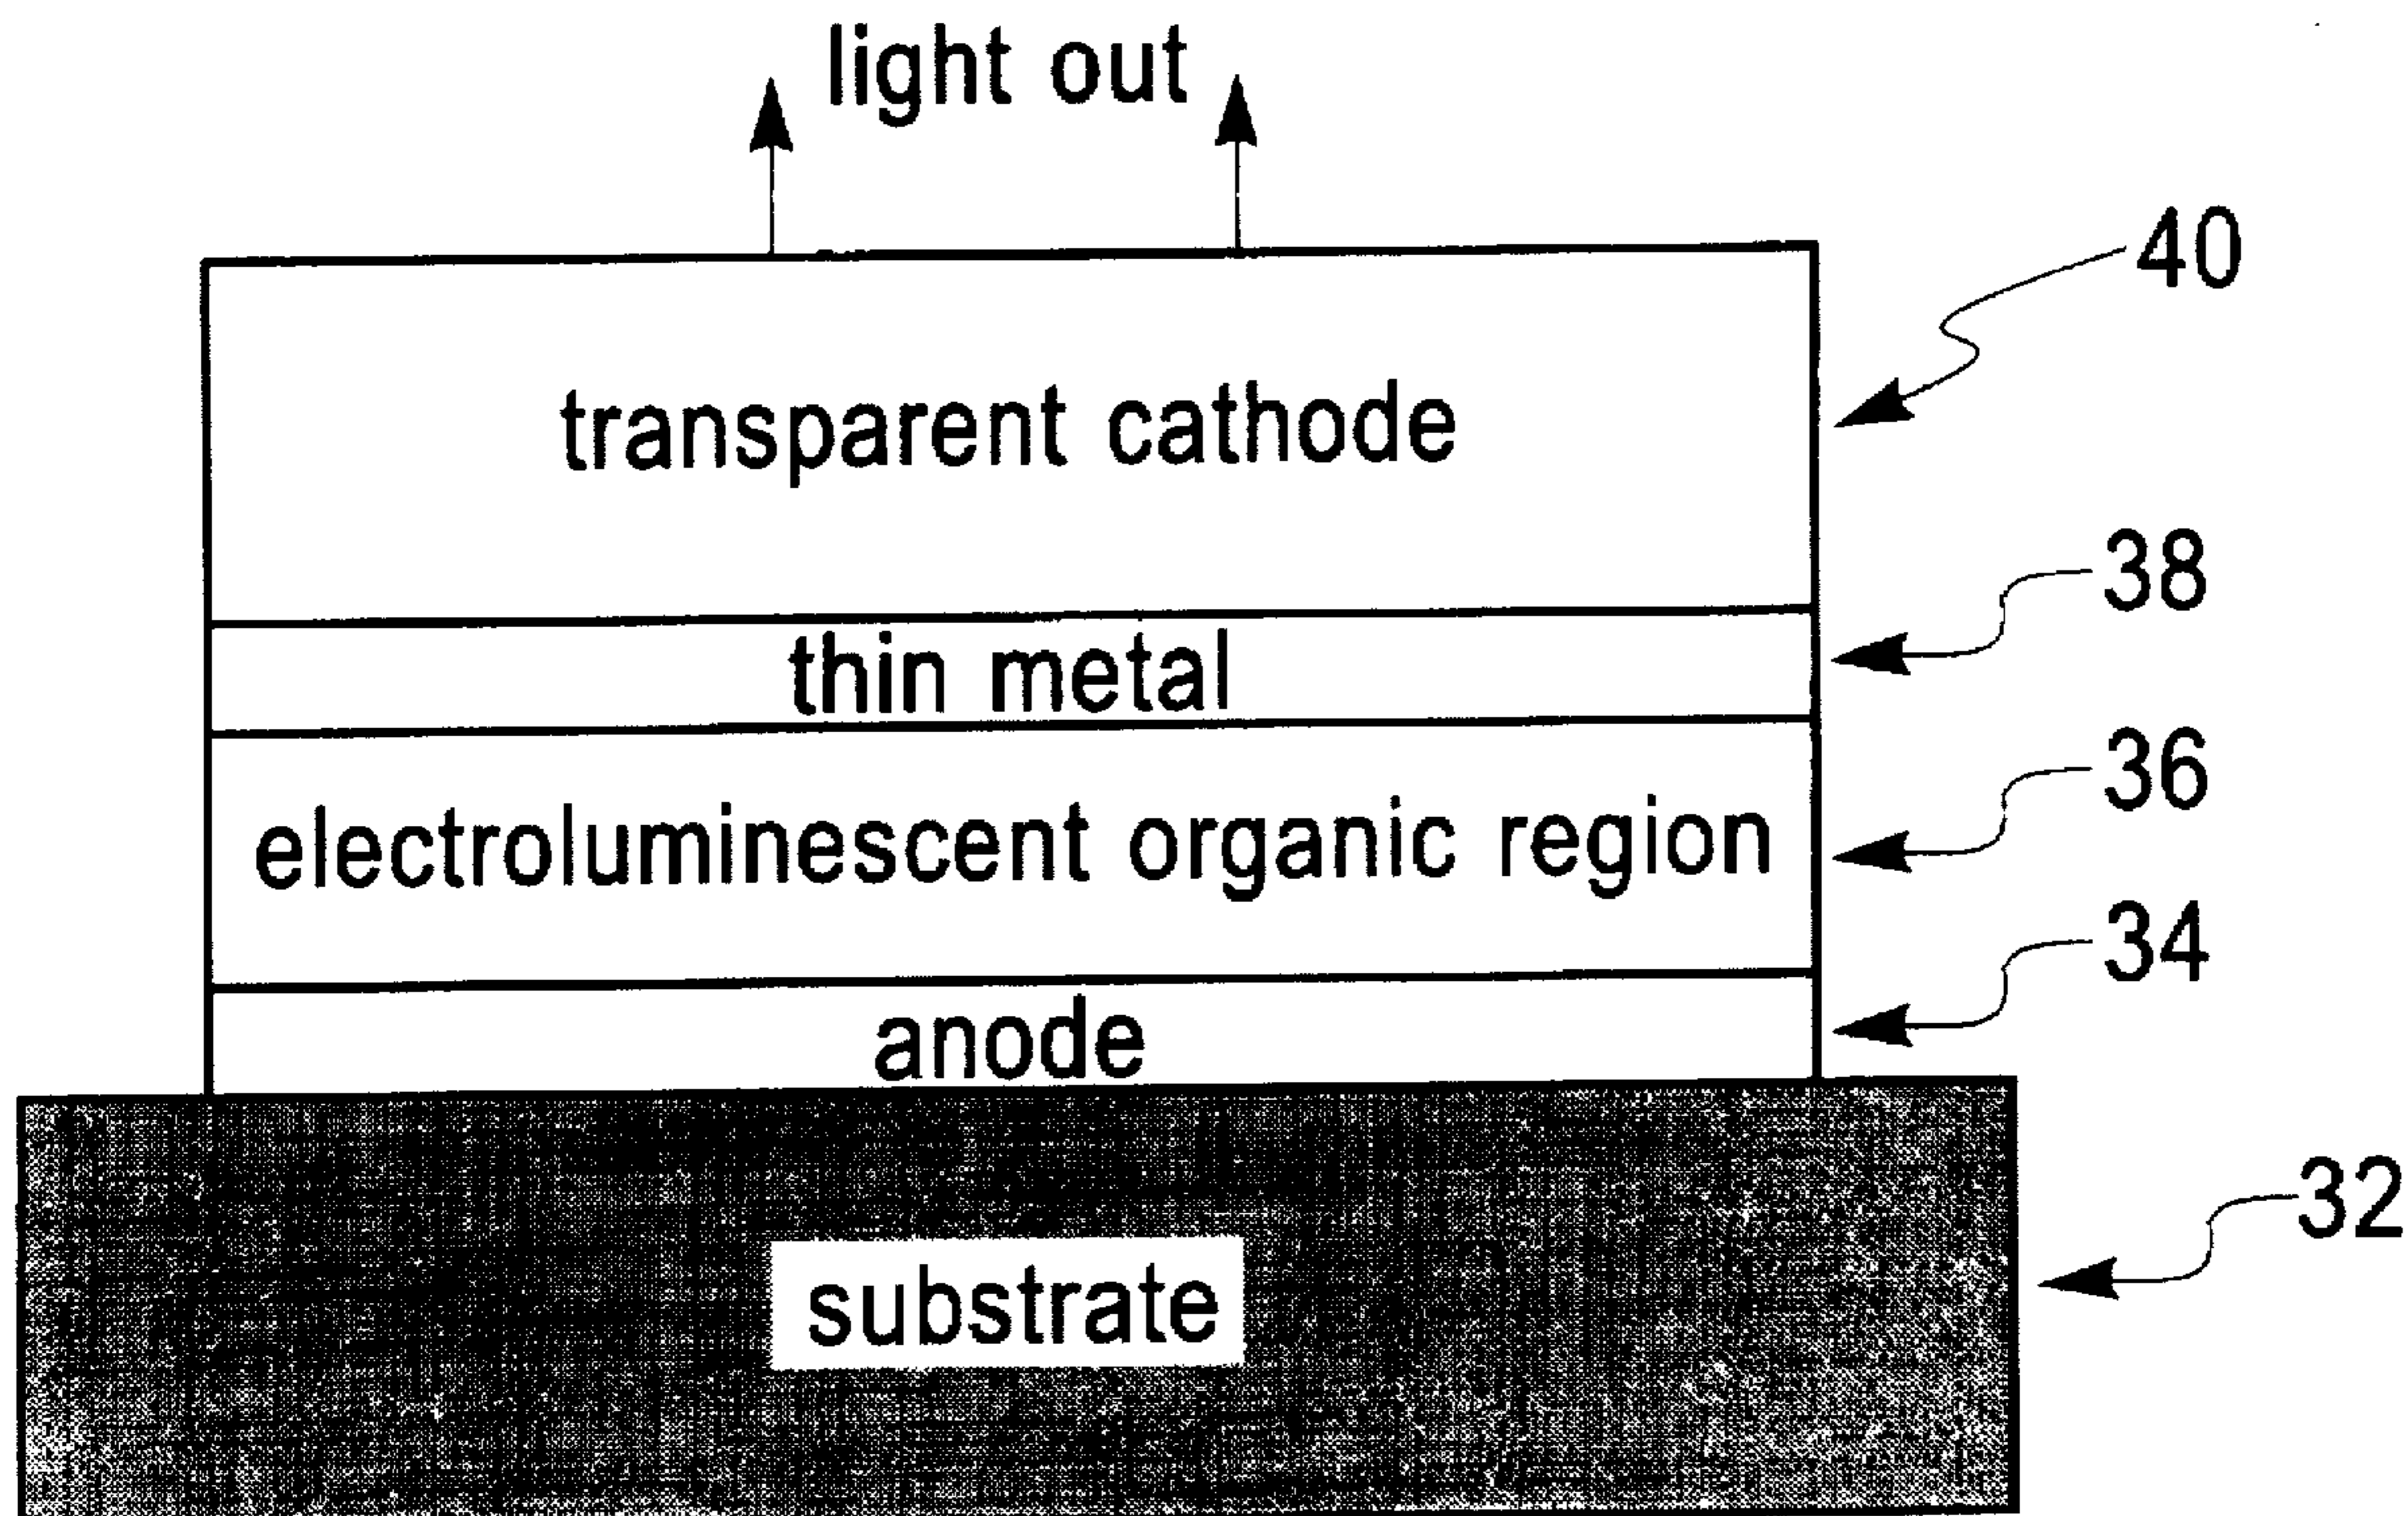 light out
40
transparent cathode
38
thin metal
36
electroluminescent organic region
34
anode
32
substrate